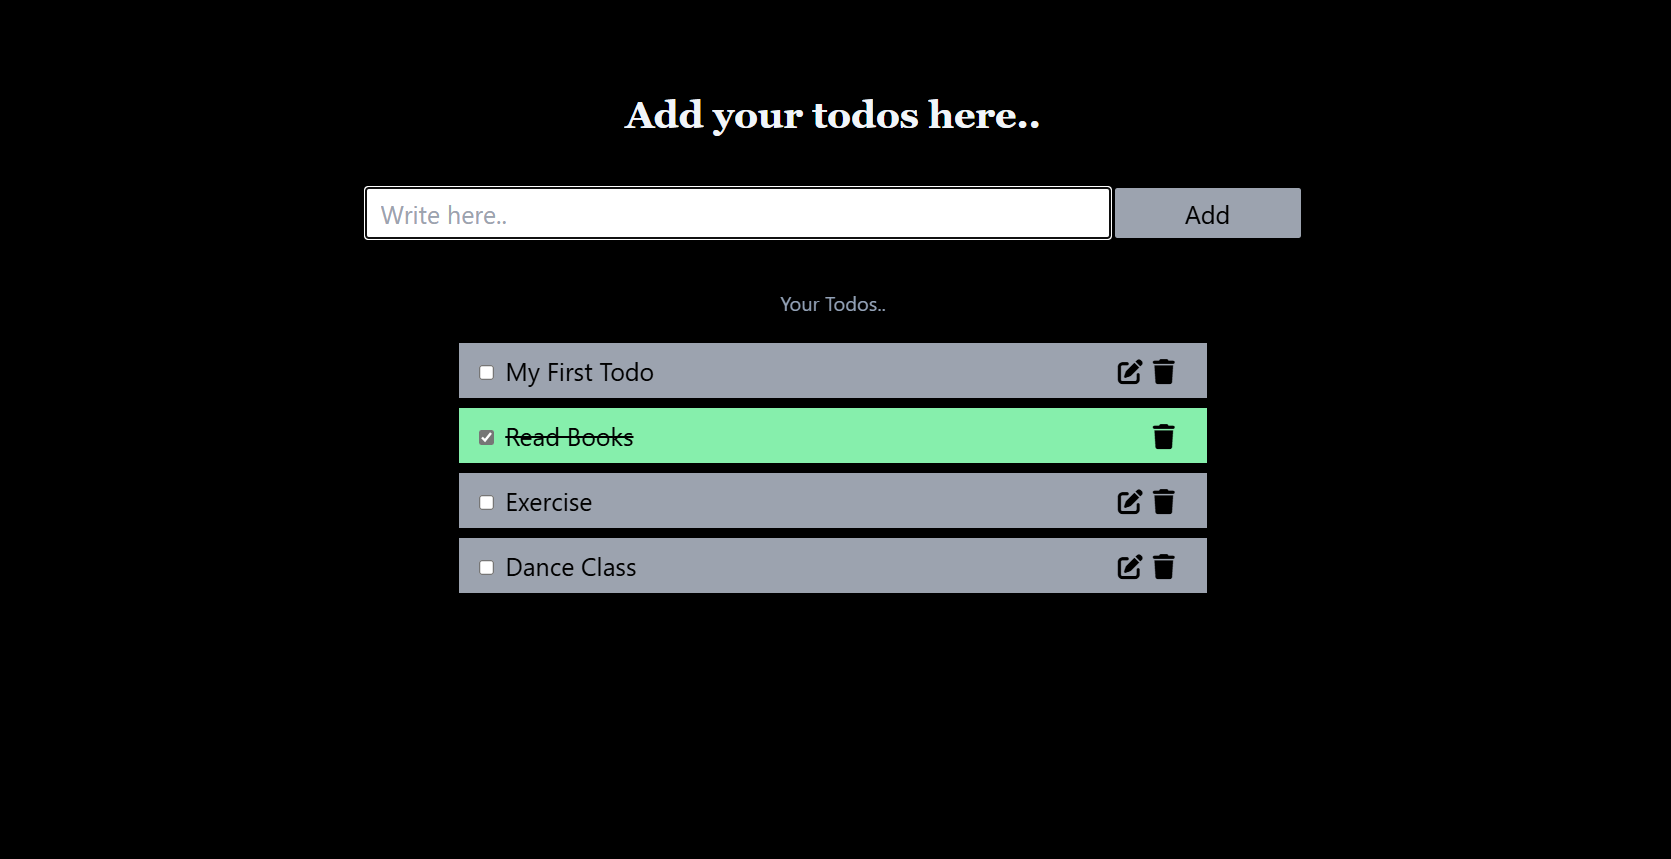 Add your todos here..
Write here..
Add
Your Todos..
My First Todo
Read Books
Exercise
Dance Class